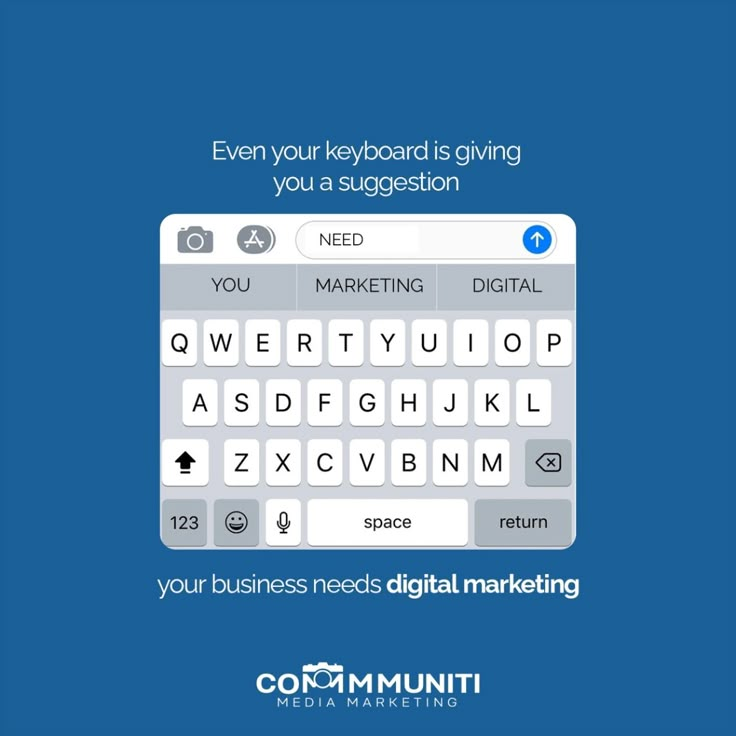 Even your keyboard is giving
you a suggestion
NEED
YOU MARKETING DIGITAL
Q W E R T Y U I O P
A S D F G H J K L
Z X C V B N M
123 space return
your business needs digital marketing
COMMMUNITI
MEDIA MARKETING